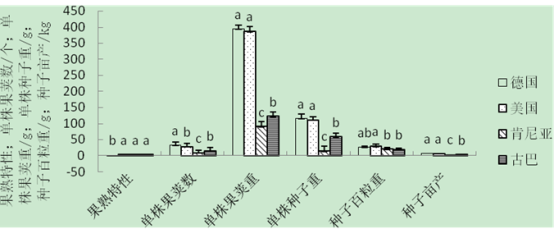 果熟特性；单株果荚数/个；单
株果荚重/g；单株种子重/g；
种子百粒重/g；种子亩产/kg
450
400
350
300
250
200
150
100
50
0
-50
b a a a
a b c b
a a c b
a a c b
a b a b b
a a c b
果熟特性
单株果荚数
单株果荚重
单株种子重
种子百粒重
种子亩产
德国
美国
肯尼亚
古巴